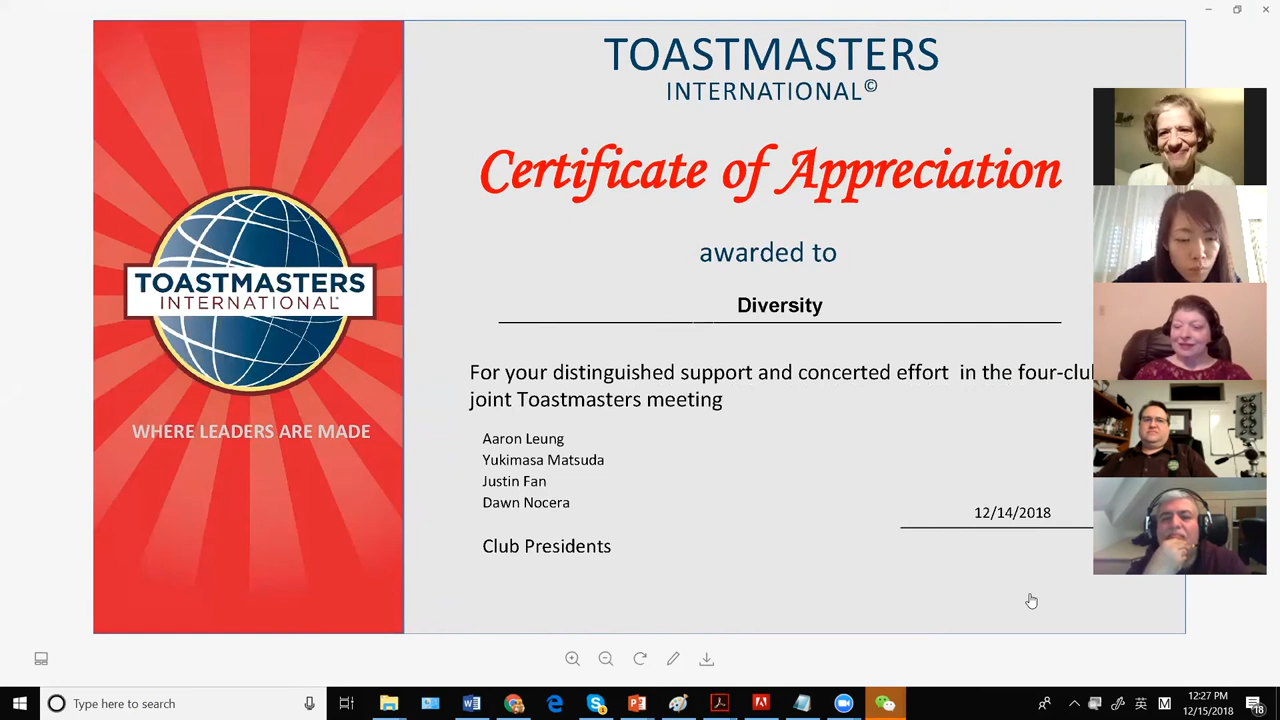 TOASTMASTERS
INTERNATIONAL©
Certificate of Appreciation
awarded to
Diversity
For your distinguished support and concerted effort  in the four-clu
joint Toastmasters meeting
Aaron Leung
Yukimasa Matsuda
Justin Fan
Dawn Nocera
12/14/2018
Club Presidents
TOASTMASTERS
INTERNATIONAL
WHERE LEADERS ARE MADE
Type here to search
英
12:27 PM
12/15/2018
18